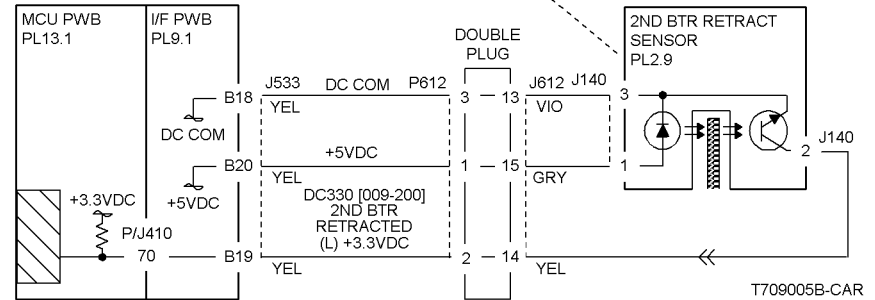 MCU PWB
PL13.1
I/F PWB
PL9.1
2ND BTR RETRACT
SENSOR
PL2.9
DOUBLE
PLUG
J533
DC COM
P612
J612
J140
B18
YEL
3
13
VIO
3
DC COM
J140
2
B20
+5VDC
1
15
1
YEL
GRY
+5VDC
+3.3VDC
DC330 [009-200]
2ND BTR
RETRACTED
(L) +3.3VDC
P/J410
70
B19
YEL
2
14
YEL
T709005B-CAR